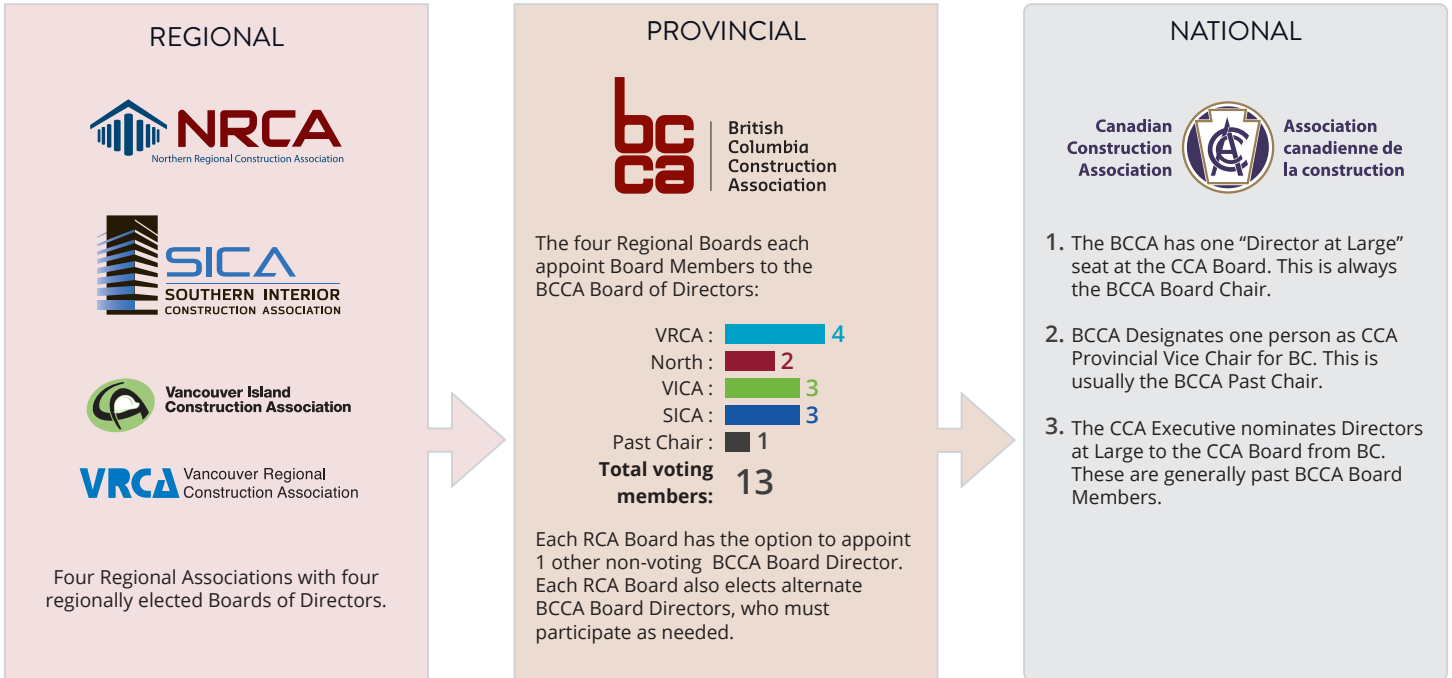 REGIONAL
NRCA
Northern Regional Construction Association
SICA
SOUTHERN INTERIOR
CONSTRUCTION ASSOCIATION
Vancouver Island
Construction Association
VRCA Vancouver Regional
Construction Association
Four Regional Associations with four
regionally elected Boards of Directors.
PROVINCIAL
bc
ca
British
Columbia
Construction
Association
The four Regional Boards each
appoint Board Members to the
BCCA Board of Directors:
VRCA : 4
North : 2
VICA : 3
SICA : 3
Past Chair : 1
Total voting
members: 13
Each RCA Board has the option to appoint
1 other non-voting BCCA Board Director.
Each RCA Board also elects alternate
BCCA Board Directors, who must
participate as needed.
NATIONAL
Canadian
Construction
Association
CCA
Association
canadienne de
la construction
1. The BCCA has one “Director at Large”
seat at the CCA Board. This is always
the BCCA Board Chair.
2. BCCA Designates one person as CCA
Provincial Vice Chair for BC. This is
usually the BCCA Past Chair.
3. The CCA Executive nominates Directors
at Large to the CCA Board from BC.
These are generally past BCCA Board
Members.